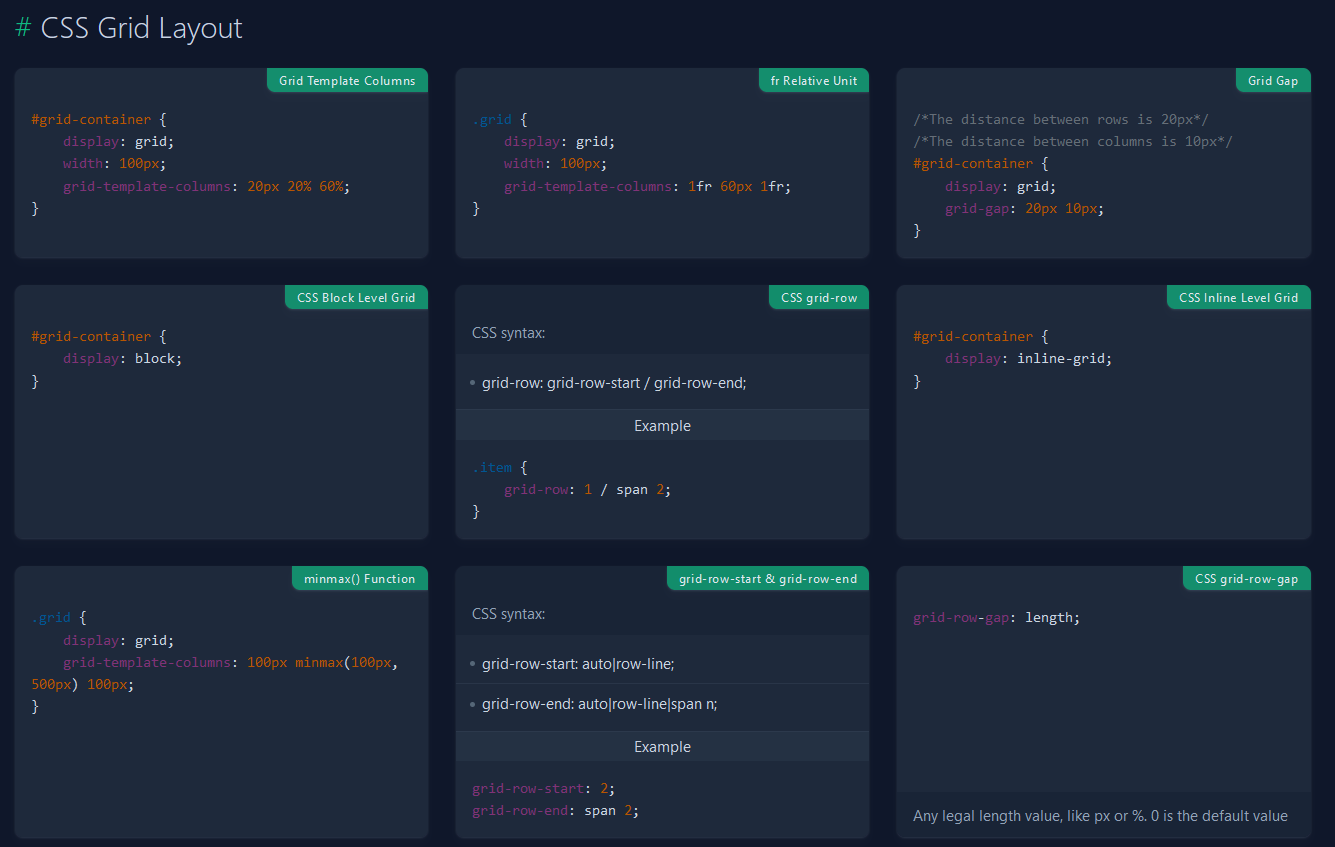 # CSS Grid Layout
Grid Template Columns
#grid-container {
    display: grid;
    width: 100px;
    grid-template-columns: 20px 20% 60%;
}
fr Relative Unit
.grid {
    display: grid;
    width: 100px;
    grid-template-columns: 1fr 60px 1fr;
}
Grid Gap
/*The distance between rows is 20px*/
/*The distance between columns is 10px*/
#grid-container {
    display: grid;
    grid-gap: 20px 10px;
}
CSS Block Level Grid
#grid-container {
    display: block;
}
CSS grid-row
CSS syntax:
• grid-row: grid-row-start / grid-row-end;
Example
.item {
    grid-row: 1 / span 2;
}
CSS Inline Level Grid
#grid-container {
    display: inline-grid;
}
minmax() Function
.grid {
    display: grid;
    grid-template-columns: 100px minmax(100px,
500px) 100px;
}
grid-row-start & grid-row-end
CSS syntax:
• grid-row-start: auto|row-line;
• grid-row-end: auto|row-line|span n;
Example
grid-row-start: 2;
grid-row-end: span 2;
CSS grid-row-gap
grid-row-gap: length;
Any legal length value, like px or %. 0 is the default value